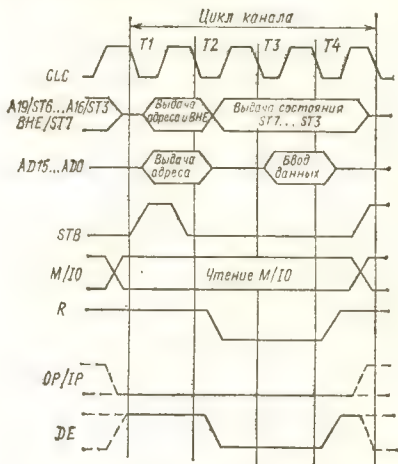 Цикл канала
T1 T2 T3 T4
CLC
A19/ST6...A16/ST3
BHE/ST7
Выдача
адреса и BHE
Выдача состояния
ST7...ST3
AD15...AD0
Выдача
адреса
Ввод
данных
STB
M/IO
Чтение M/IO
R
OP/IP
DE